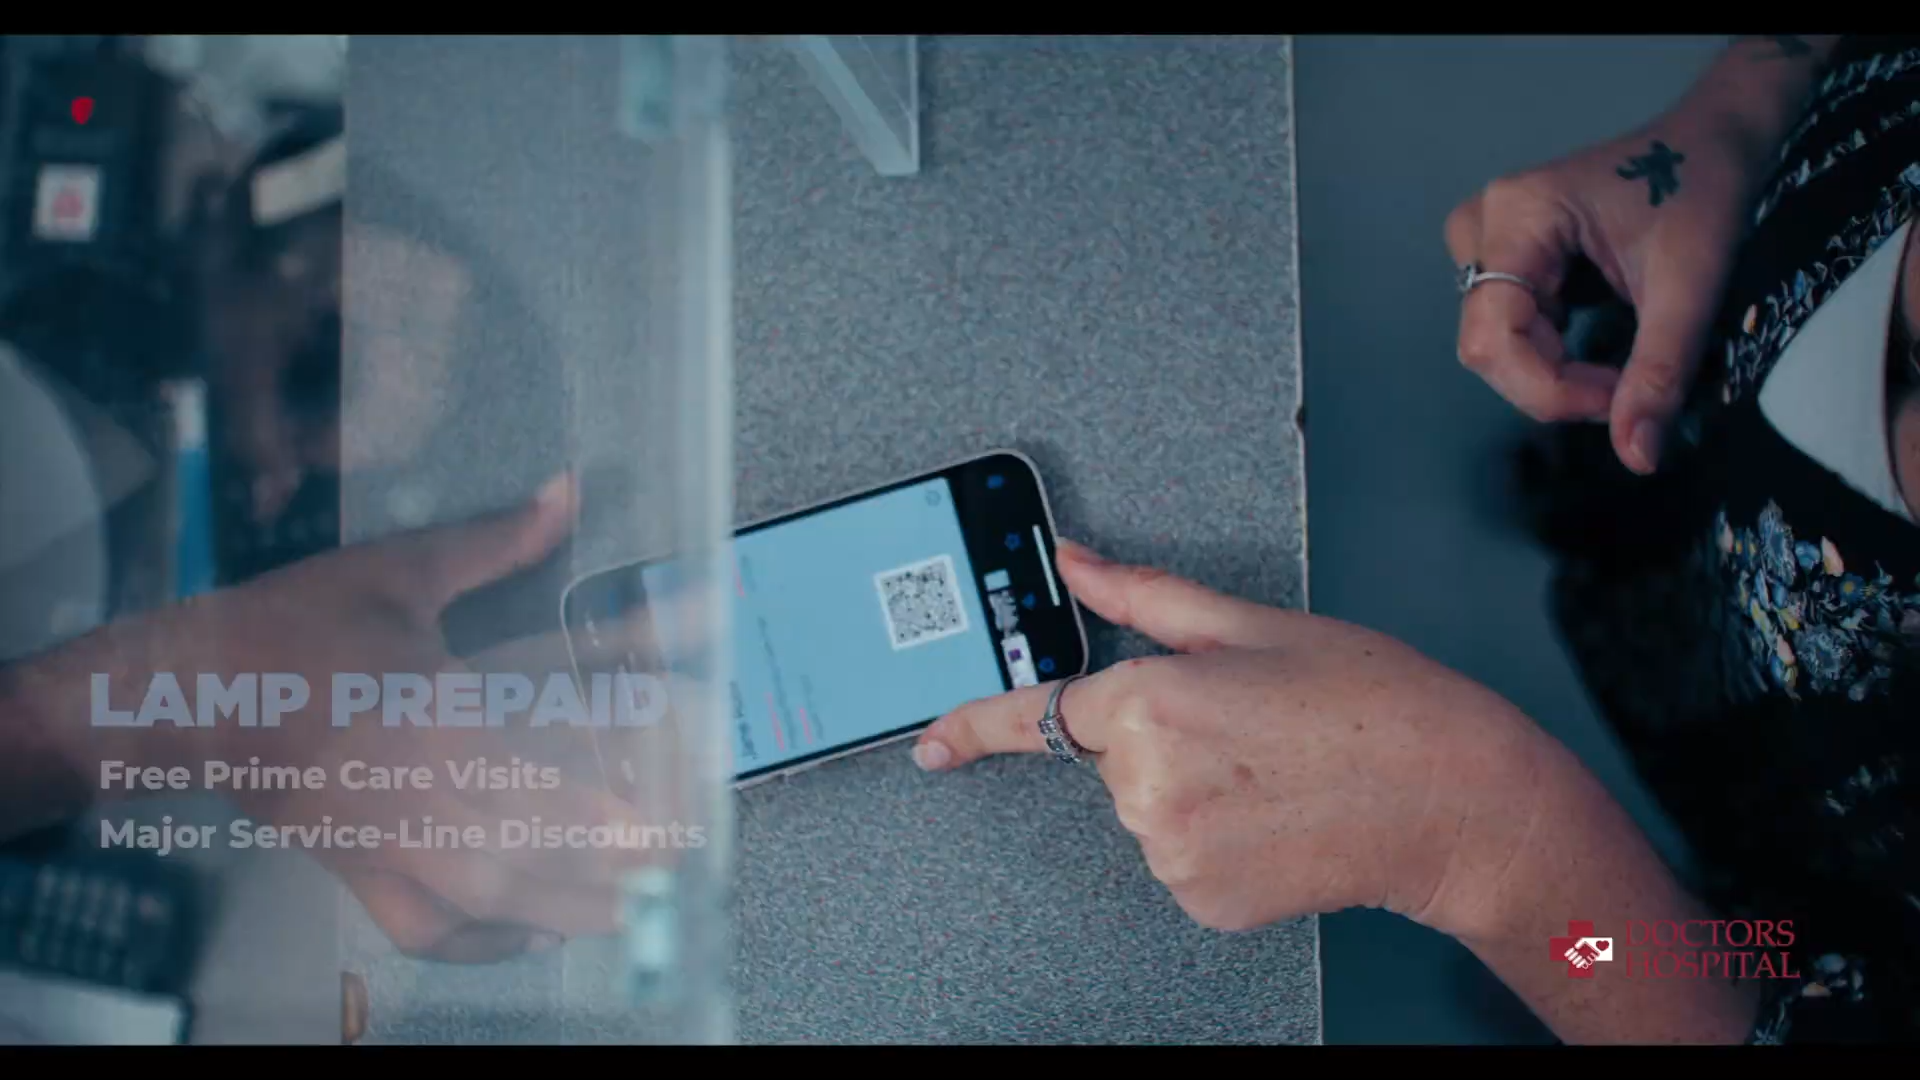 LAMP PREPAID
Free Prime Care Visits
Major Service-Line Discounts
DOCTORS
HOSPITAL